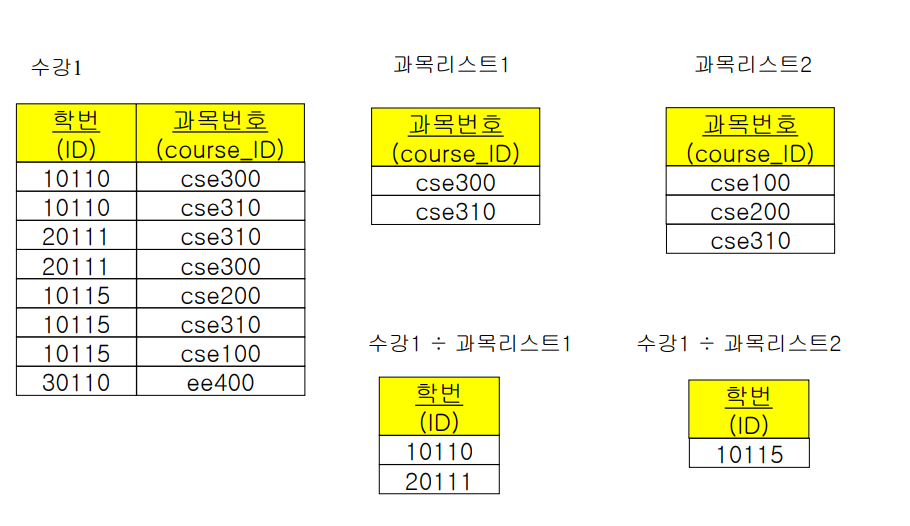 수강1
학번 과목번호
(ID) (course_ID)
10110 cse300
10110 cse310
20111 cse310
20111 cse300
10115 cse200
10115 cse310
10115 cse100
30110 ee400
과목리스트1
과목번호
(course_ID)
cse300
cse310
과목리스트2
과목번호
(course_ID)
cse100
cse200
cse310
수강1 ÷ 과목리스트1
학번
(ID)
10110
20111
수강1 ÷ 과목리스트2
학번
(ID)
10115